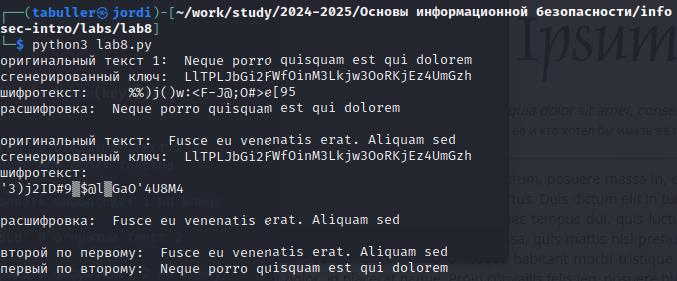 ┌──(tabuller㉿jordi)-[~/work/study/2024-2025/Основы информационной безопасности/info
sec-intro/labs/lab8]
└─$ python3 lab8.py
оригинальный текст 1:  Neque porro quisquam est qui dolorem
сгенерированный ключ:  LlTPLJbGi2FWfOinM3Lkjw3OoRKjEz4UmGzh
шифротекст:      %%)j()w:<F-J@;O#>e[95
расшифровка:  Neque porro quisquam est qui dolorem
оригинальный текст:  Fusce eu venenatis erat. Aliquam sed
сгенерированный ключ:  LlTPLJbGi2FWfOinM3Lkjw3OoRKjEz4UmGzh
шифротекст:
'3)j2ID#9▒$@l▒GaO'4U8M4
расшифровка:  Fusce eu venenatis erat. Aliquam sed
второй по первому:  Fusce eu venenatis erat. Aliquam sed
первый по второму:  Neque porro quisquam est qui dolorem